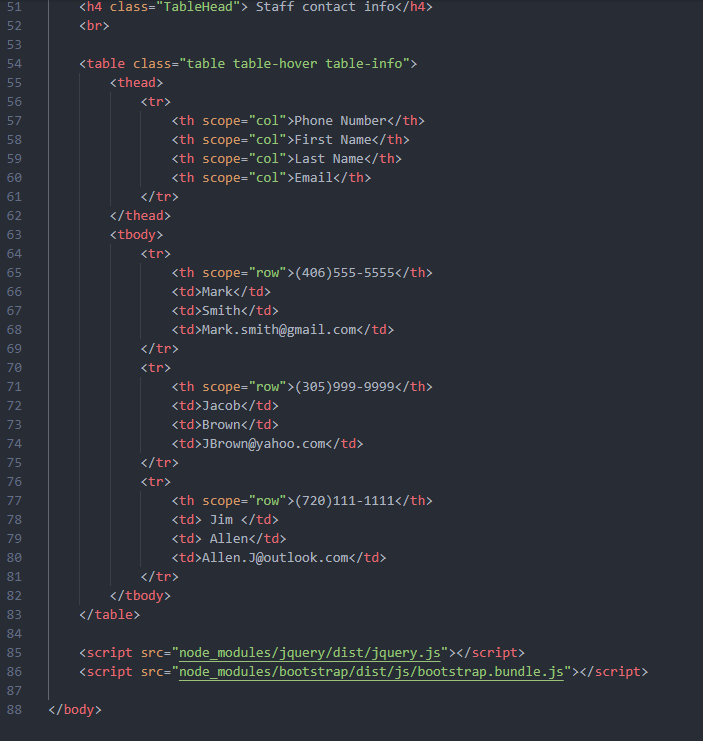 51 <h4 class="TableHead"> Staff contact info</h4>
52 <br>
53
54 <table class="table table-hover table-info">
55 <thead>
56 <tr>
57 <th scope="col">Phone Number</th>
58 <th scope="col">First Name</th>
59 <th scope="col">Last Name</th>
60 <th scope="col">Email</th>
61 </tr>
62 </thead>
63 <tbody>
64 <tr>
65 <th scope="row">(406)555-5555</th>
66 <td>Mark</td>
67 <td>Smith</td>
68 <td>Mark.smith@gmail.com</td>
69 </tr>
70 <tr>
71 <th scope="row">(305)999-9999</th>
72 <td>Jacob</td>
73 <td>Brown</td>
74 <td>JBrown@yahoo.com</td>
75 </tr>
76 <tr>
77 <th scope="row">(720)111-1111</th>
78 <td> Jim </td>
79 <td> Allen</td>
80 <td>Allen.J@outlook.com</td>
81 </tr>
82 </tbody>
83 </table>
84
85 <script src="node_modules/jquery/dist/jquery.js"></script>
86 <script src="node_modules/bootstrap/dist/js/bootstrap.bundle.js"></script>
87
88 </body>